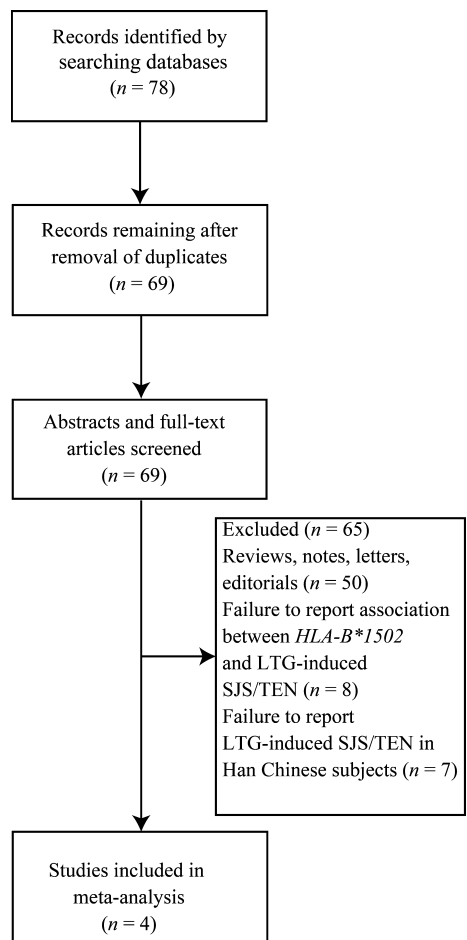 Records identified by
searching databases
(n = 78)
Records remaining after
removal of duplicates
(n = 69)
Abstracts and full-text
articles screened
(n = 69)
Excluded (n = 65)
Reviews, notes, letters,
editorials (n = 50)
Failure to report association
between HLA-B*1502
and LTG-induced
SJS/TEN (n = 8)
Failure to report
LTG-induced SJS/TEN in
Han Chinese subjects (n = 7)
Studies included in
meta-analysis
(n = 4)